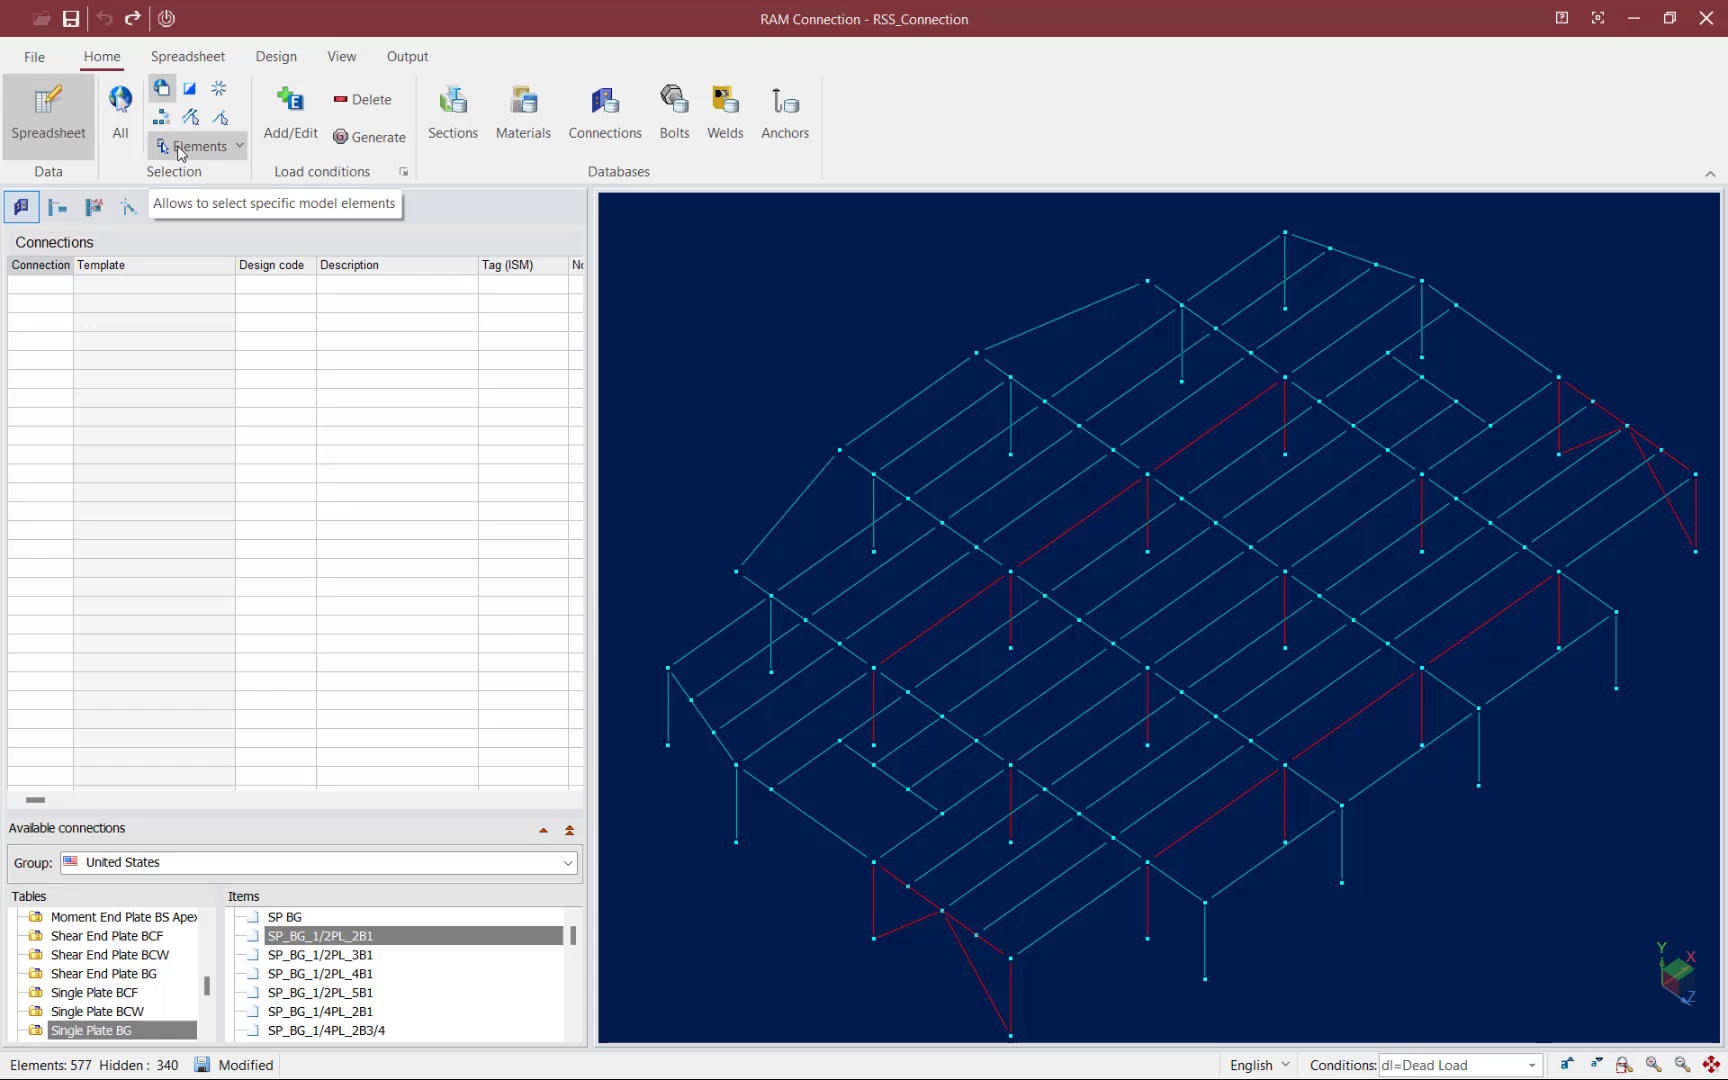 RAM Connection - RSS_Connection
File
Home
Spreadsheet
Design
View
Output
Spreadsheet
All
Elements
Add/Edit
Delete
Generate
Sections
Materials
Connections
Bolts
Welds
Anchors
Data
Selection
Load conditions
Databases
Allows to select specific model elements
Connections
Connection
Template
Design code
Description
Tag (ISM)
Available connections
Group:
United States
Tables
Items
Moment End Plate BS Apex
Shear End Plate BCF
Shear End Plate BCW
Shear End Plate BG
Single Plate BCF
Single Plate BCW
Single Plate BG
SP BG
SP_BG_1/2PL_2B1
SP_BG_1/2PL_3B1
SP_BG_1/2PL_4B1
SP_BG_1/2PL_5B1
SP_BG_1/4PL_2B1
SP_BG_1/4PL_2B3/4
Y
X
Z
Elements: 577 Hidden : 340
Modified
English
Conditions:
dl=Dead Load